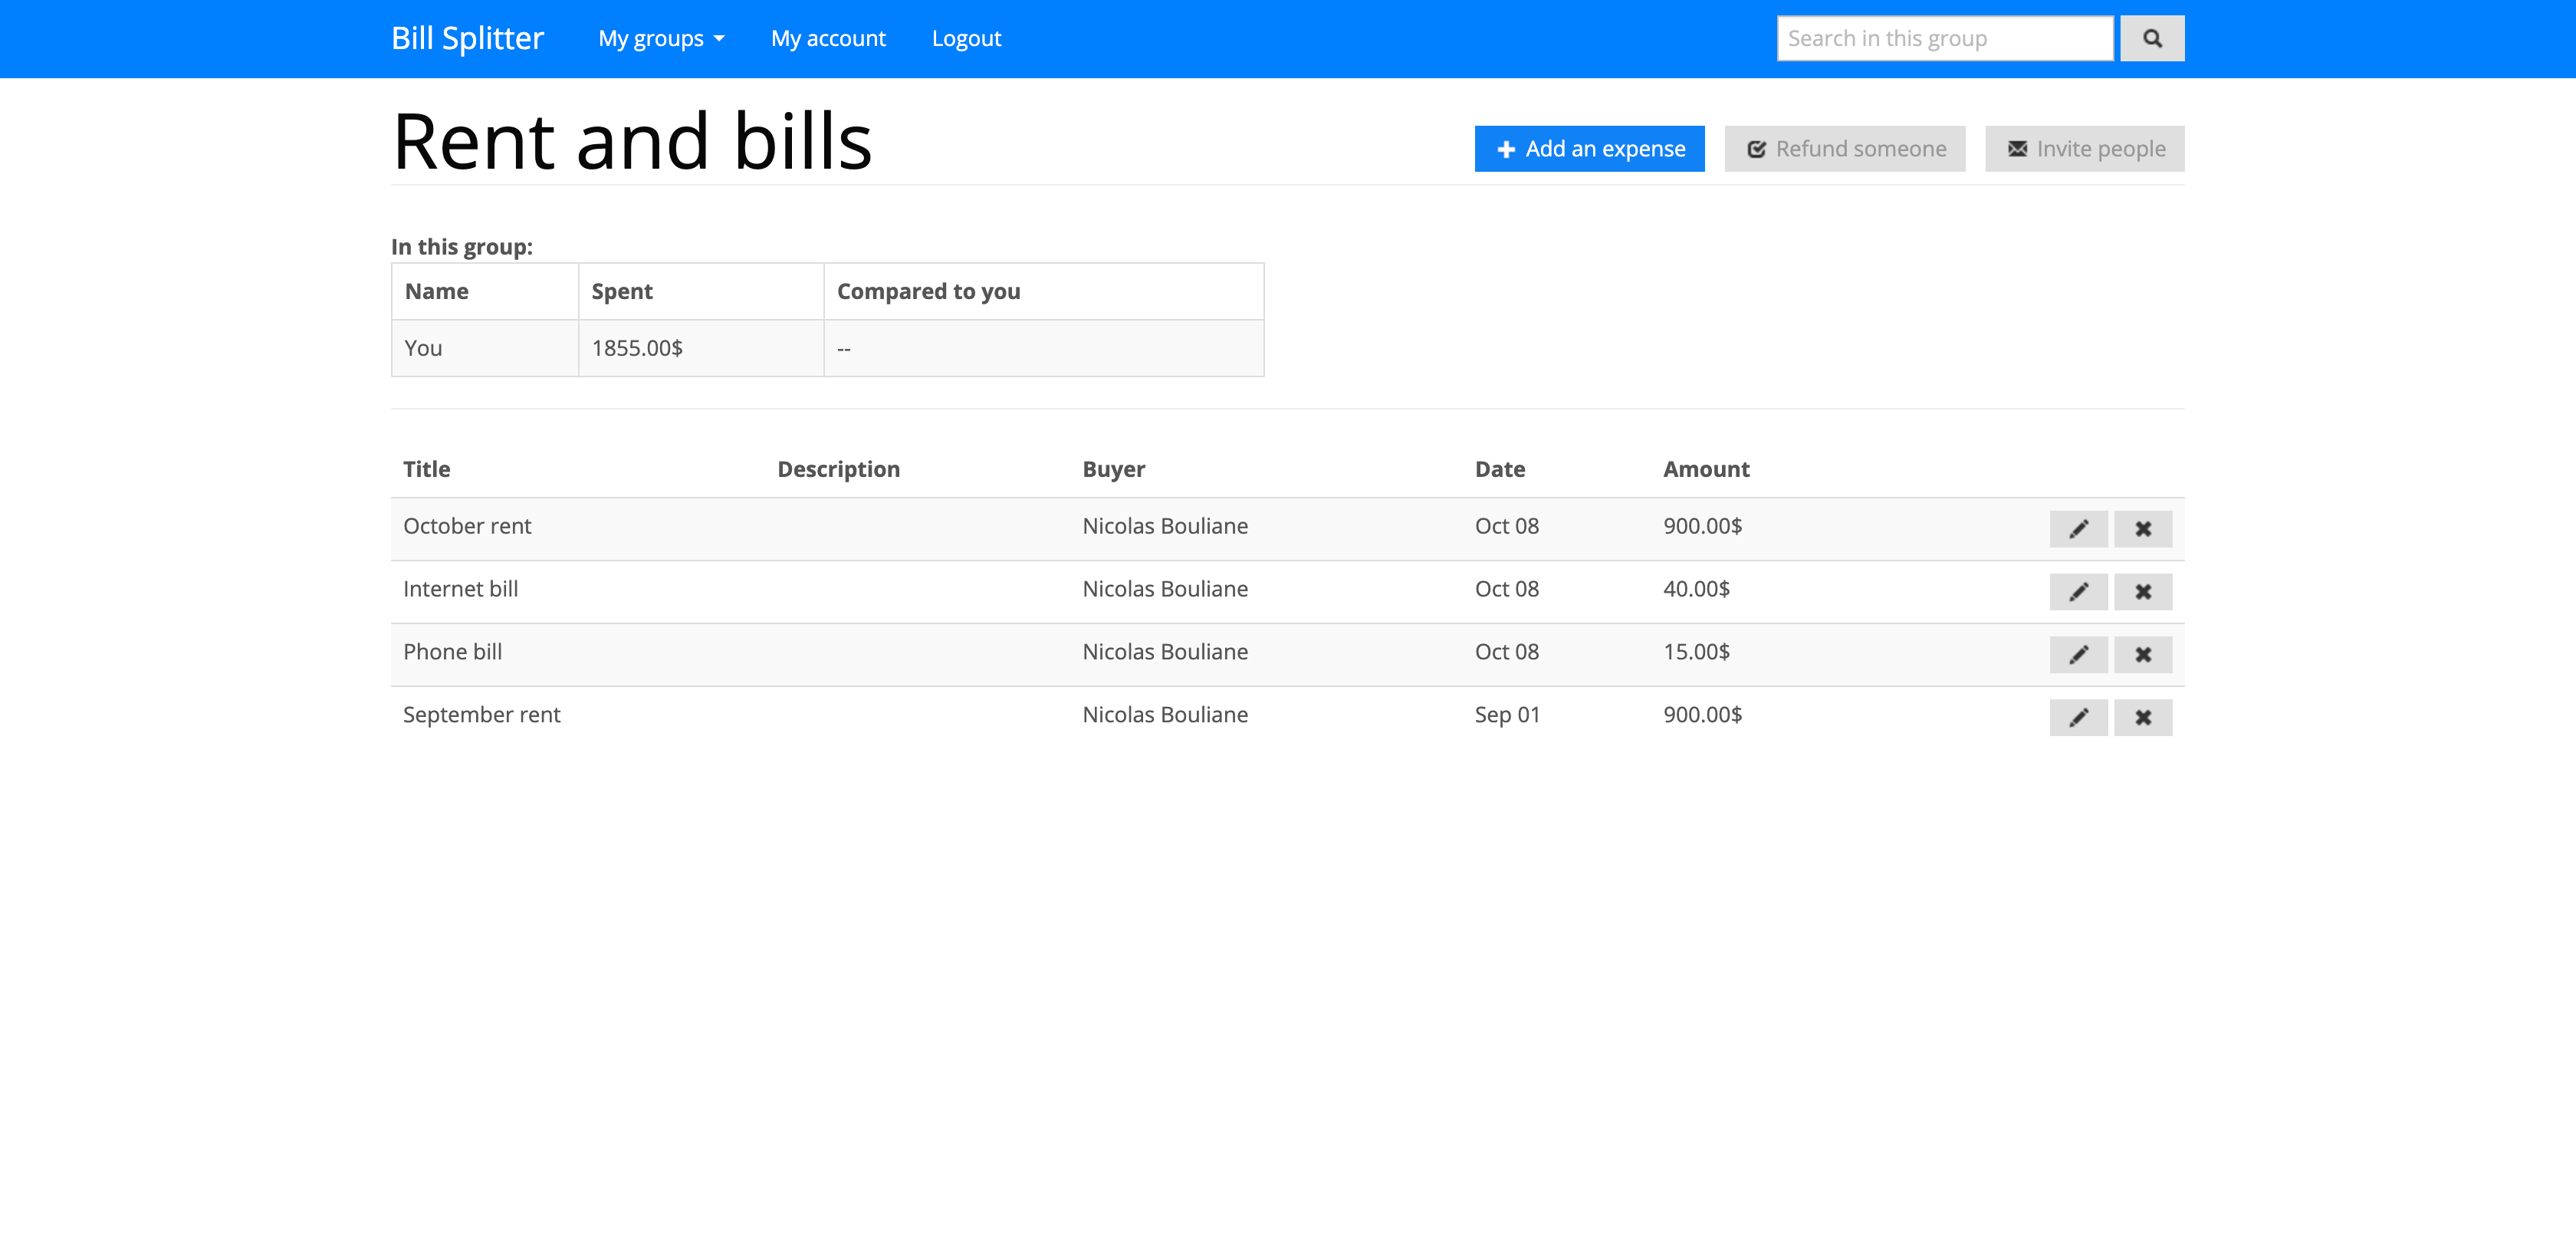 Bill Splitter My groups My account Logout Search in this group
Rent and bills Add an expense Refund someone Invite people
In this group:
Name Spent Compared to you
You 1855.00$ --
Title Description Buyer Date Amount
October rent Nicolas Bouliane Oct 08 900.00$
Internet bill Nicolas Bouliane Oct 08 40.00$
Phone bill Nicolas Bouliane Oct 08 15.00$
September rent Nicolas Bouliane Sep 01 900.00$